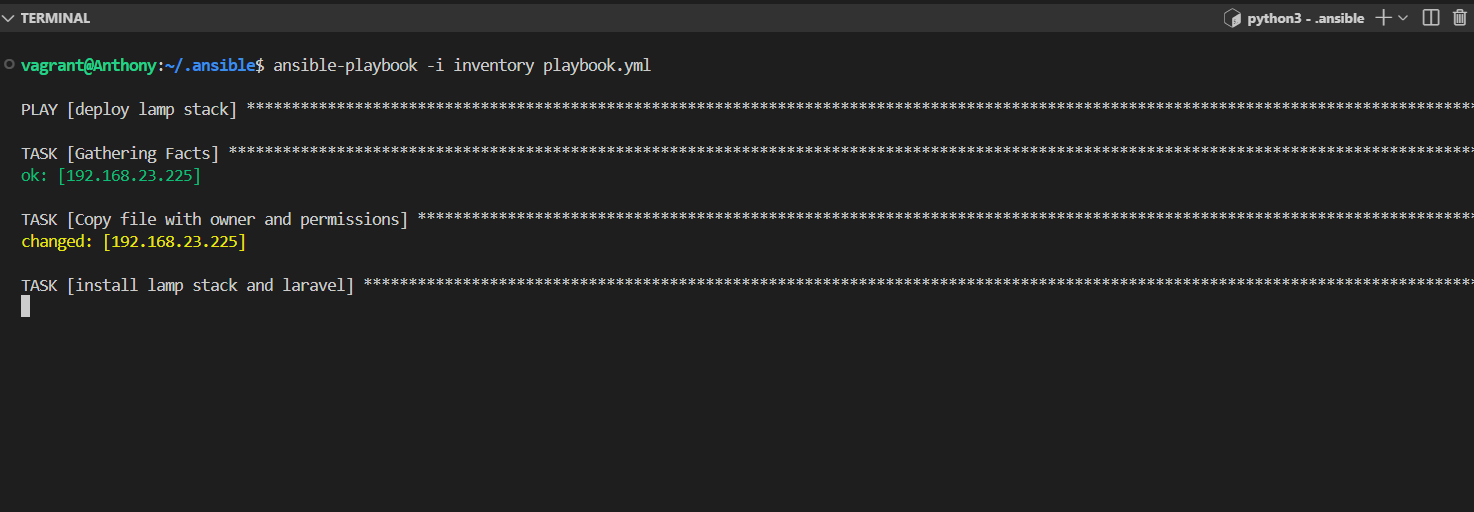 TERMINAL
python3 - .ansible
vagrant@Anthony:~/.ansible$ ansible-playbook -i inventory playbook.yml
PLAY [deploy lamp stack] ****************************************************************************************************************************************
TASK [Gathering Facts] ******************************************************************************************************************************************
ok: [192.168.23.225]
TASK [Copy file with owner and permissions] *********************************************************************************************************************
changed: [192.168.23.225]
TASK [install lamp stack and laravel] ***************************************************************************************************************************